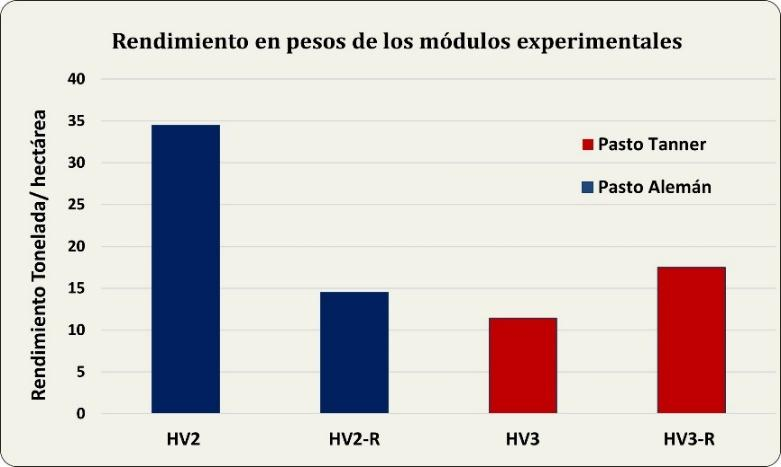 Rendimiento en pesos de los módulos experimentales
Rendimiento Tonelada/ hectárea
40
35
30
25
20
15
10
5
0
Pasto Tanner
Pasto Alemán
HV2
HV2-R
HV3
HV3-R